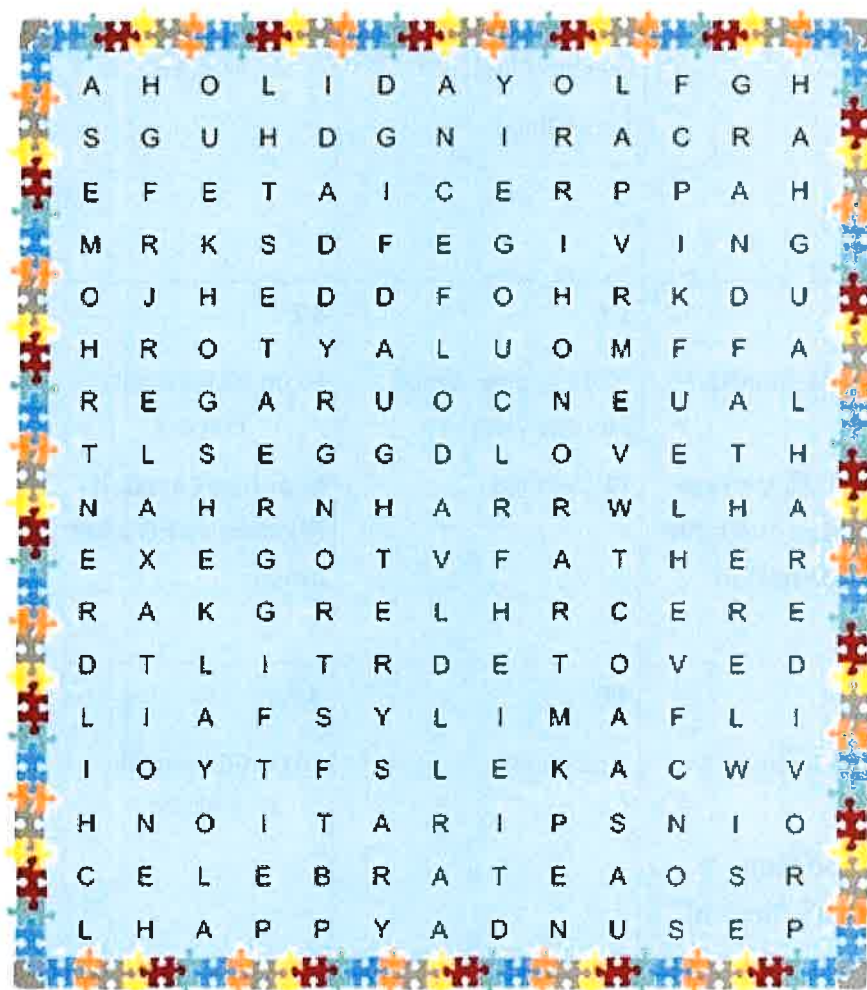 A H O L I D A Y O L F G H
S G U H D G N I R A C R A
E F E T A I C E R P P A H
M R K S D F E G I V I N G
O J H E D D F O H R K D U
H R O T Y A L U O M F F A
R E G A R U O C N E U A L
T L S E G G D L O V E T H
N A H R N H A R R W L H A
E X E G O T V F A T H E R
R A K G R E L H R C E R E
D T L I T R D E T O V E D
L I A F S Y L I M A F L I
I O Y T F S L E K A C W V
H N O I T A R I P S N I O
C E L E B R A T E A O S R
L H A P P Y A D N U S E P